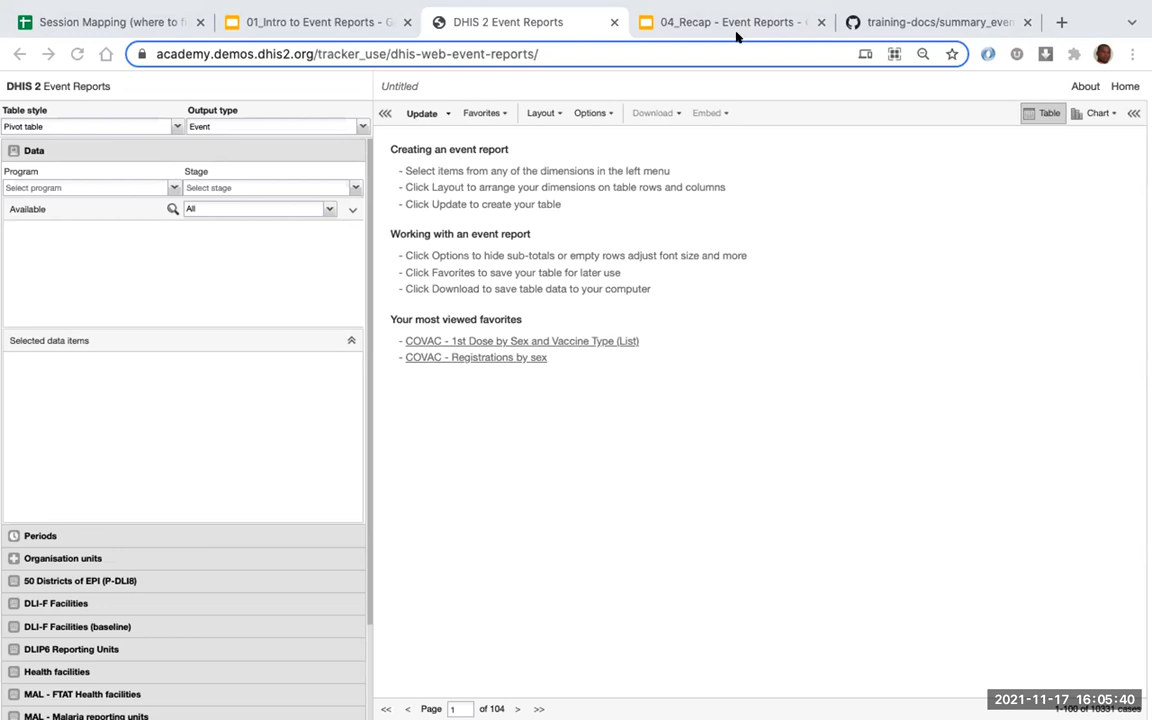 Session Mapping (where to f
01_Intro to Event Reports - G
DHIS 2 Event Reports
04_Recap - Event Reports - G
training-docs/summary_even
academy.demos.dhis2.org/tracker_use/dhis-web-event-reports/
DHIS 2 Event Reports
Untitled
About Home
Table style Output type
Pivot table Event
Update Favorites Layout Options Download Embed Table Chart
Data
Program Stage
Select program Select stage
Available All
Selected data items
Creating an event report
- Select items from any of the dimensions in the left menu
- Click Layout to arrange your dimensions on table rows and columns
- Click Update to create your table
Working with an event report
- Click Options to hide sub-totals or empty rows adjust font size and more
- Click Favorites to save your table for later use
- Click Download to save table data to your computer
Your most viewed favorites
- COVAC - 1st Dose by Sex and Vaccine Type (List)
- COVAC - Registrations by sex
Periods
Organisation units
50 Districts of EPI (P-DLI8)
DLI-F Facilities
DLI-F Facilities (baseline)
DLIP6 Reporting Units
Health facilities
MAL - FTAT Health facilities
MAL - Malaria reporting units
<< < Page 1 of 104 > >>
2021-11-17 16:05:40
1-100 of 10331 cases